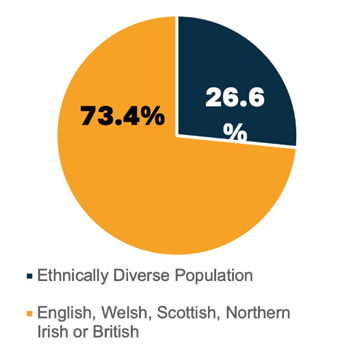 73.4%
26.6
%
Ethnically Diverse Population
English, Welsh, Scottish, Northern
Irish or British